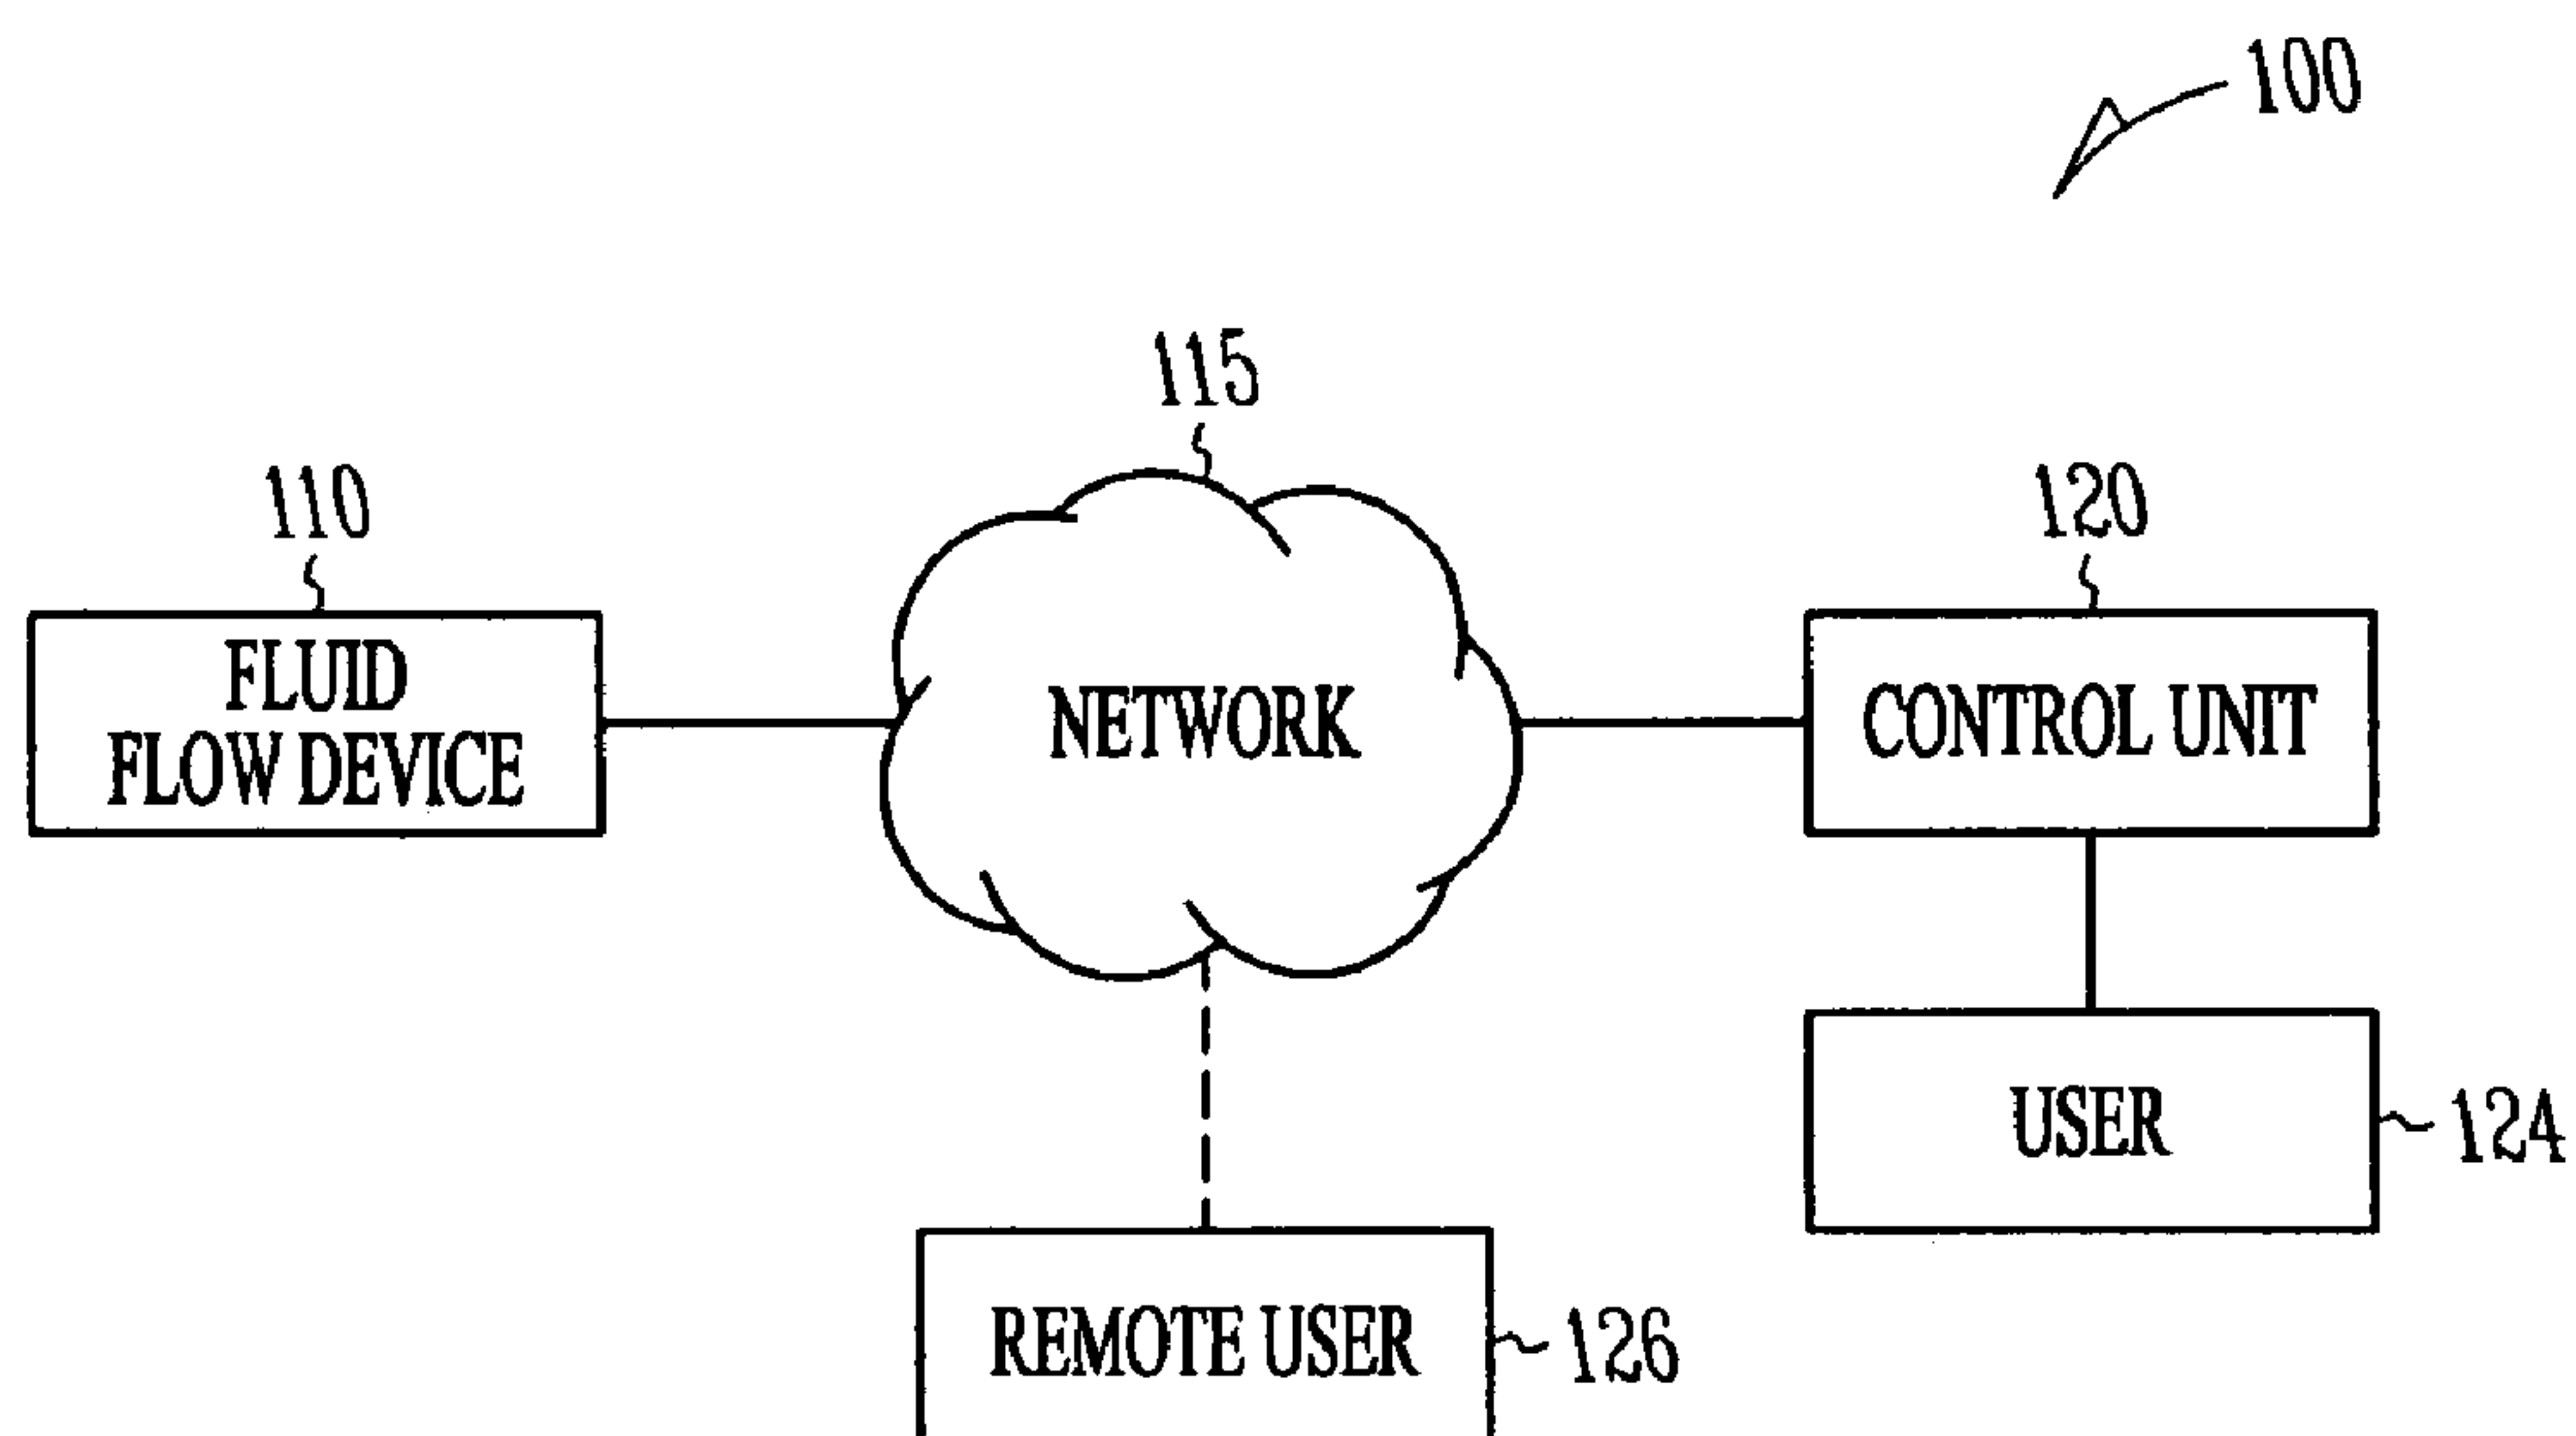 100
115
110
120
FLUID
FLOW DEVICE
NETWORK
CONTROL UNIT
USER
124
REMOTE USER
126